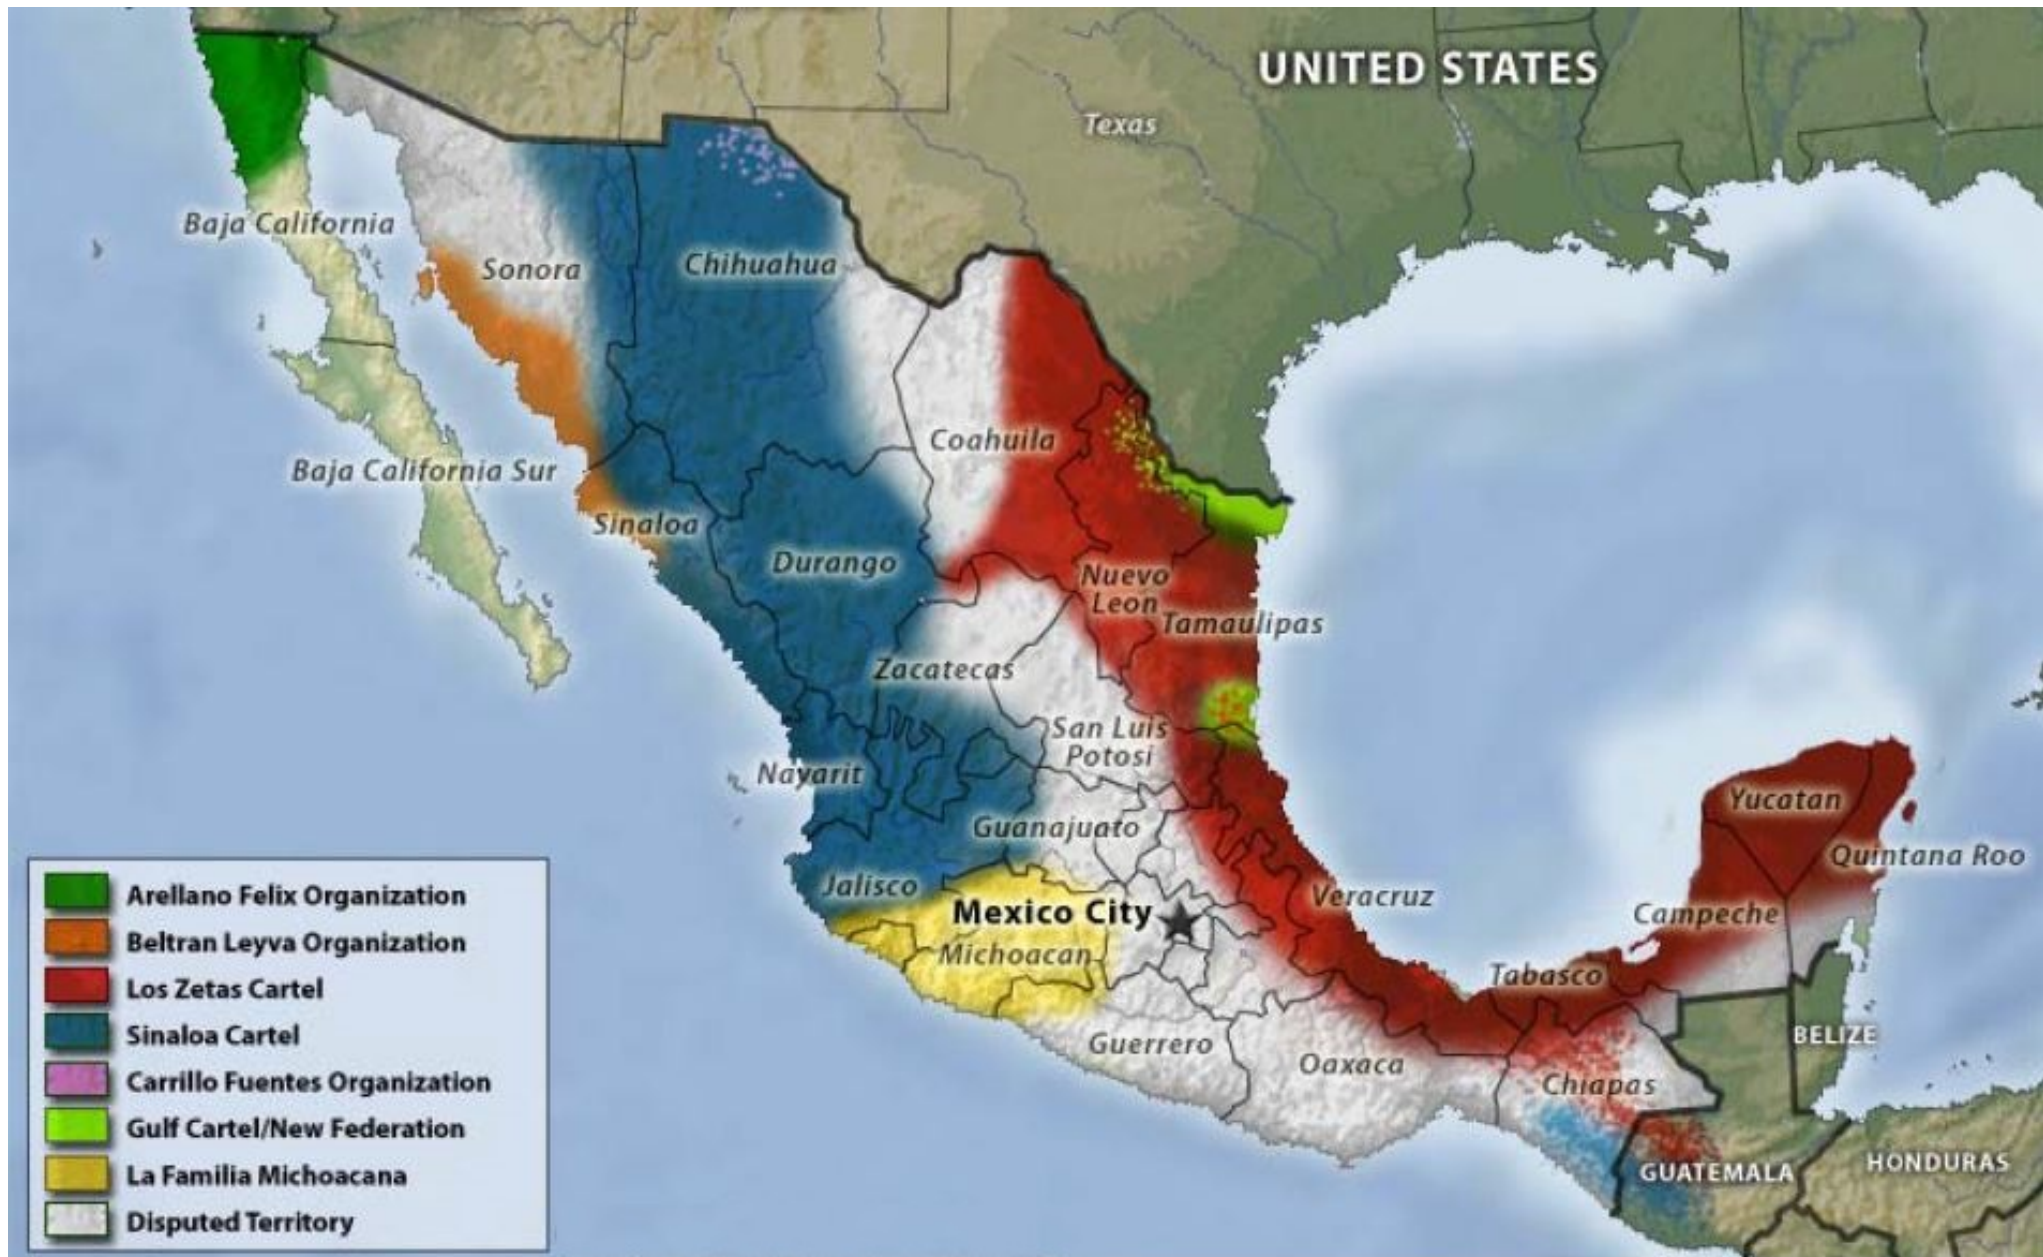 UNITED STATES
Texas
Baja California
Sonora
Chihuahua
Coahuila
Baja California Sur
Sinaloa
Durango
Nuevo
Leon
Tamaulipas
Zacatecas
San Luis
Potosi
Nayarit
Guanajuato
Yucatan
Quintana Roo
Jalisco
Mexico City
Veracruz
Campeche
Michoacan
Tabasco
Guerrero
Oaxaca
Chiapas
BELIZE
GUATEMALA
HONDURAS
Arellano Felix Organization
Beltran Leyva Organization
Los Zetas Cartel
Sinaloa Cartel
Carrillo Fuentes Organization
Gulf Cartel/New Federation
La Familia Michoacana
Disputed Territory